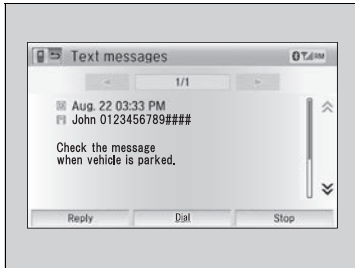 Text messages
1/1
Aug. 22 03:33 PM
John 0123456789####
Check the message
when vehicle is parked.
Reply Dial Stop